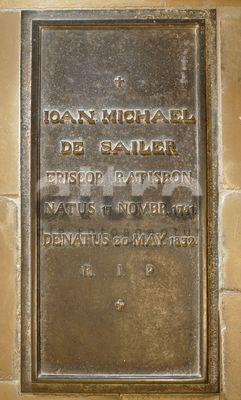 IOAN MICHAEL
DE SAILER
EPISCOP RATISBON
NATUS 17 NOVBR. 1751
DENATUS 20 MAY. 1832.
R I P